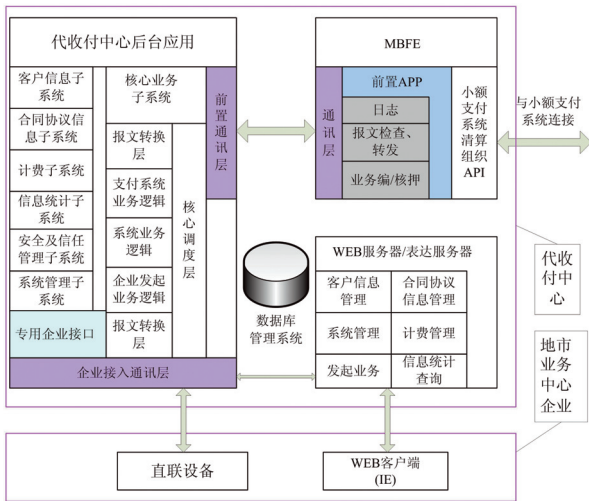 代收付中心后台应用
客户信息子
系统
合同协议信
息子系统
计费子系统
信息统计子
系统
安全及信任
管理子系统
系统管理子
系统
专用企业接口
核心业务
子系统
报文转换
层
支付系统
业务逻辑
系统业务
逻辑
企业发起
业务逻辑
报文转换
层
核心调度层
前置通讯层
企业接入通讯层
MBFE
通讯层
前置APP
日志
报文检查、
转发
业务编/核押
小额
支付
系统
清算
组织
API
与小额支付
系统连接
数据库
管理系统
WEB服务器/表达服务器
客户信息
管理
合同协议
信息管理
系统管理
计费管理
发起业务
信息统计
查询
代收
付中
心
地市
业务
中心
企业
直联设备
WEB客户端
(IE)